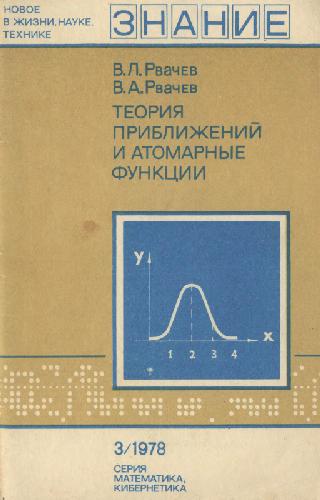 НОВОЕ
В ЖИЗНИ, НАУКЕ,
ТЕХНИКЕ
ЗНАНИЕ
В.Л.Рвачев
В.А.Рвачев
ТЕОРИЯ
ПРИБЛИЖЕНИЙ
И АТОМАРНЫЕ
ФУНКЦИИ
y
x
1 2 3 4
3/1978
СЕРИЯ
МАТЕМАТИКА,
КИБЕРНЕТИКА